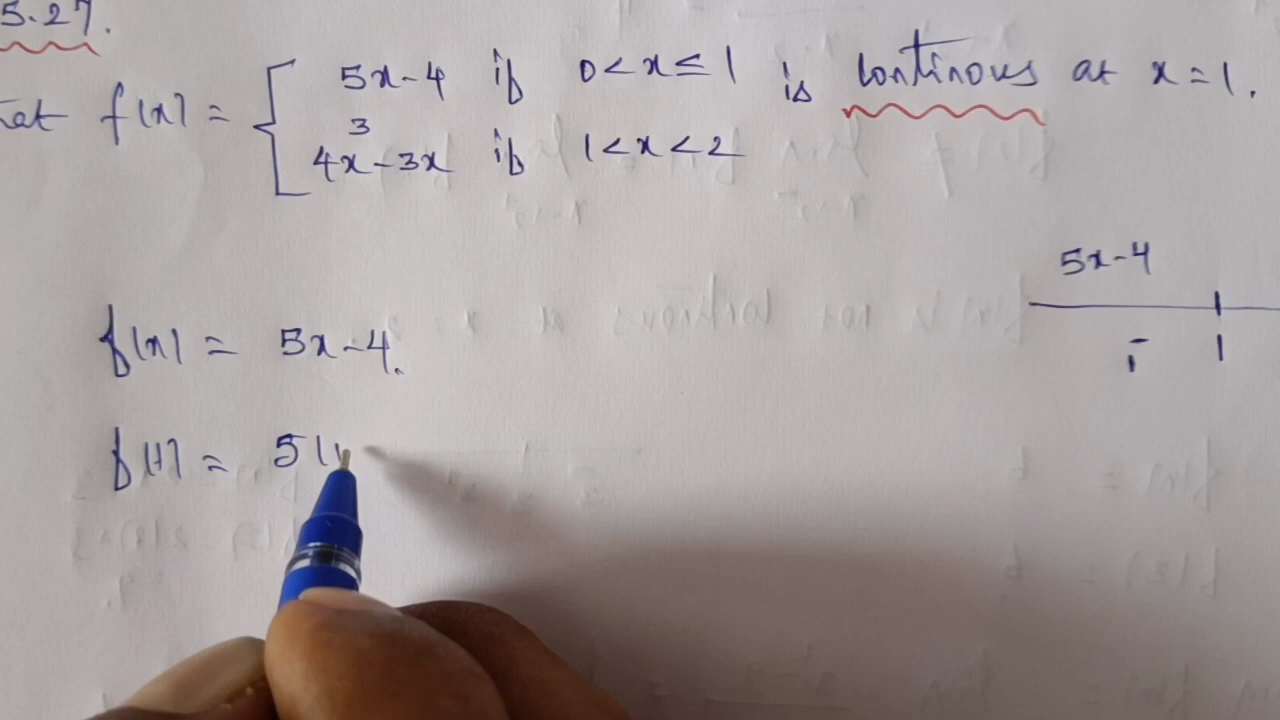 5.27.
f(x) = { 5x-4 if 0<x≤1 is continous at x=1.
4x³-3x if 1<x<2
5x-4
f(x) = 5x-4.
1⁻ 1
f(1) = 5(1